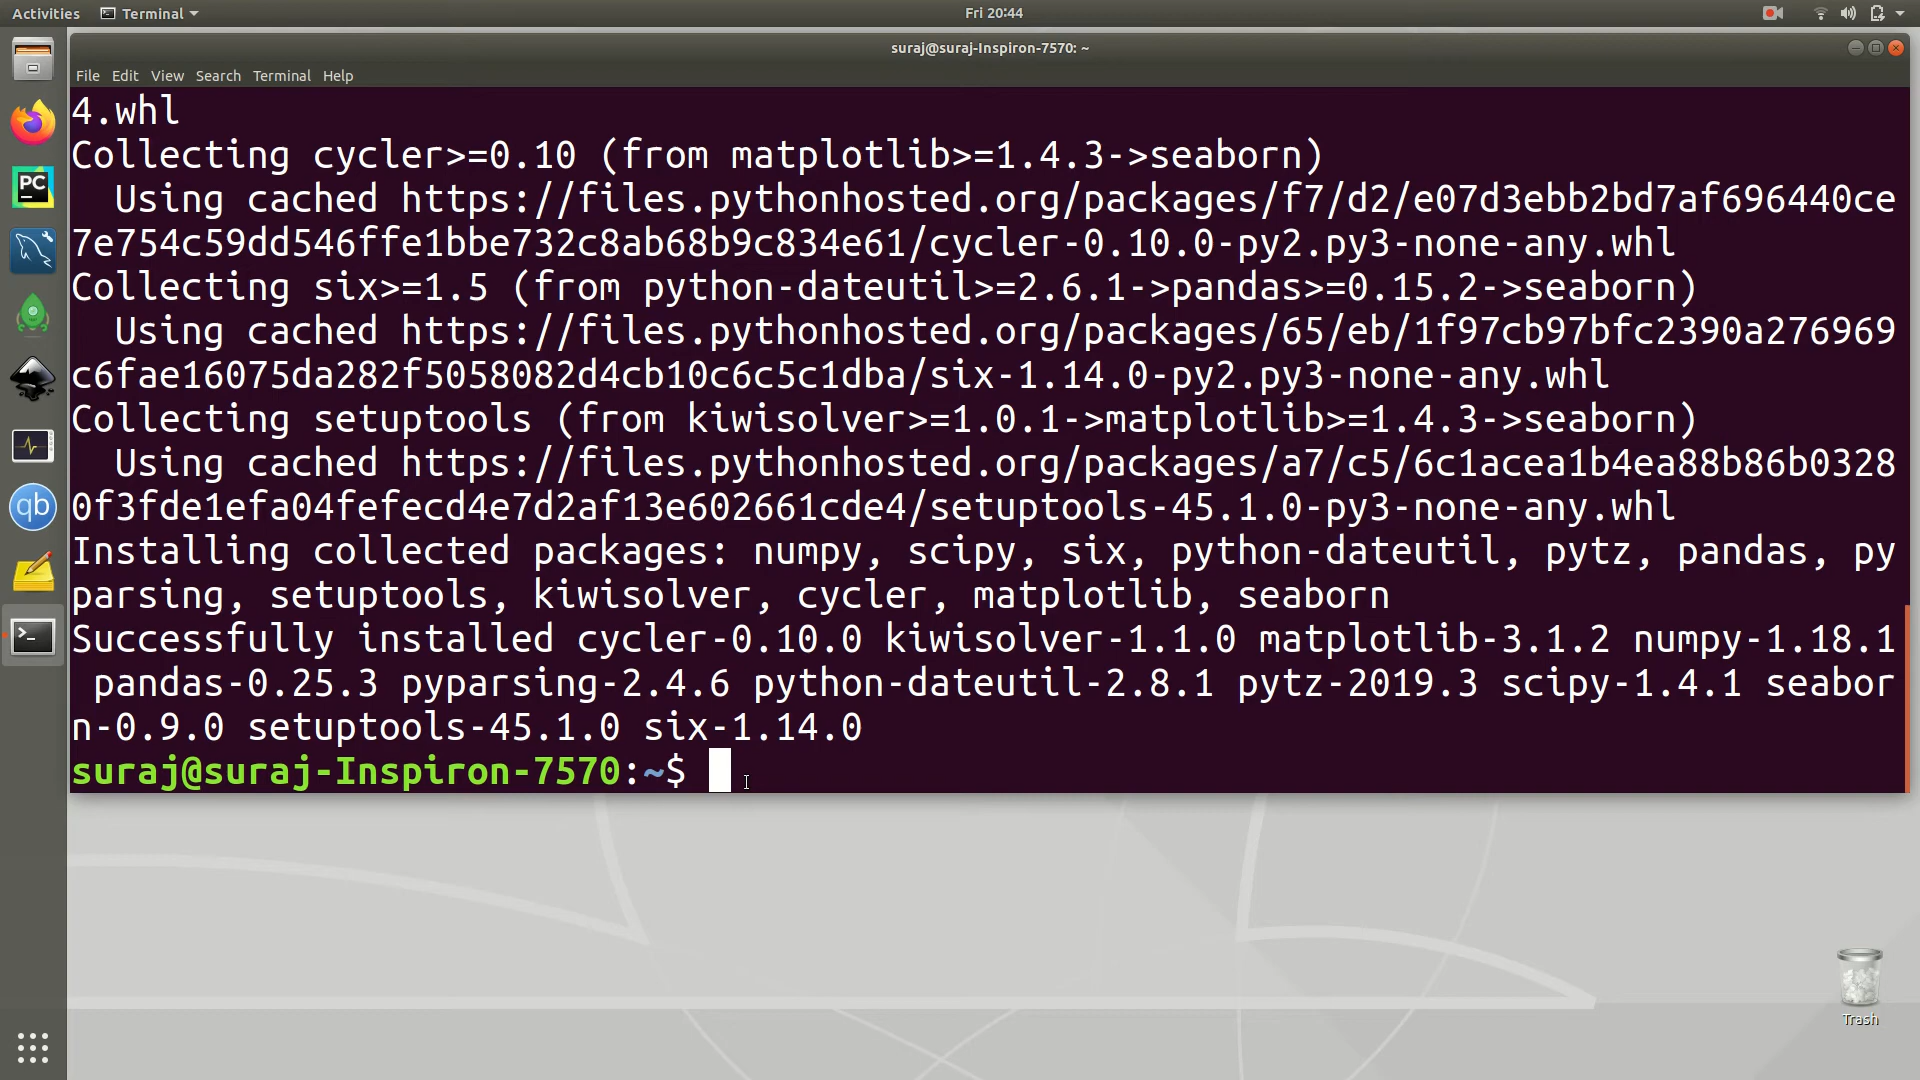 Activities Terminal Fri 20:44
suraj@suraj-Inspiron-7570: ~
File Edit View Search Terminal Help
4.whl
Collecting cycler>=0.10 (from matplotlib>=1.4.3->seaborn)
  Using cached https://files.pythonhosted.org/packages/f7/d2/e07d3ebb2bd7af696440ce
7e754c59dd546ffe1bbe732c8ab68b9c834e61/cycler-0.10.0-py2.py3-none-any.whl
Collecting six>=1.5 (from python-dateutil>=2.6.1->pandas>=0.15.2->seaborn)
  Using cached https://files.pythonhosted.org/packages/65/eb/1f97cb97bfc2390a276969
c6fae16075da282f5058082d4cb10c6c5c1dba/six-1.14.0-py2.py3-none-any.whl
Collecting setuptools (from kiwisolver>=1.0.1->matplotlib>=1.4.3->seaborn)
  Using cached https://files.pythonhosted.org/packages/a7/c5/6c1acea1b4ea88b86b0328
0f3fde1efa04fefecd4e7d2af13e602661cde4/setuptools-45.1.0-py3-none-any.whl
Installing collected packages: numpy, scipy, six, python-dateutil, pytz, pandas, py
parsing, setuptools, kiwisolver, cycler, matplotlib, seaborn
Successfully installed cycler-0.10.0 kiwisolver-1.1.0 matplotlib-3.1.2 numpy-1.18.1
 pandas-0.25.3 pyparsing-2.4.6 python-dateutil-2.8.1 pytz-2019.3 scipy-1.4.1 seabor
n-0.9.0 setuptools-45.1.0 six-1.14.0
suraj@suraj-Inspiron-7570:~$
PC
qb
Trash